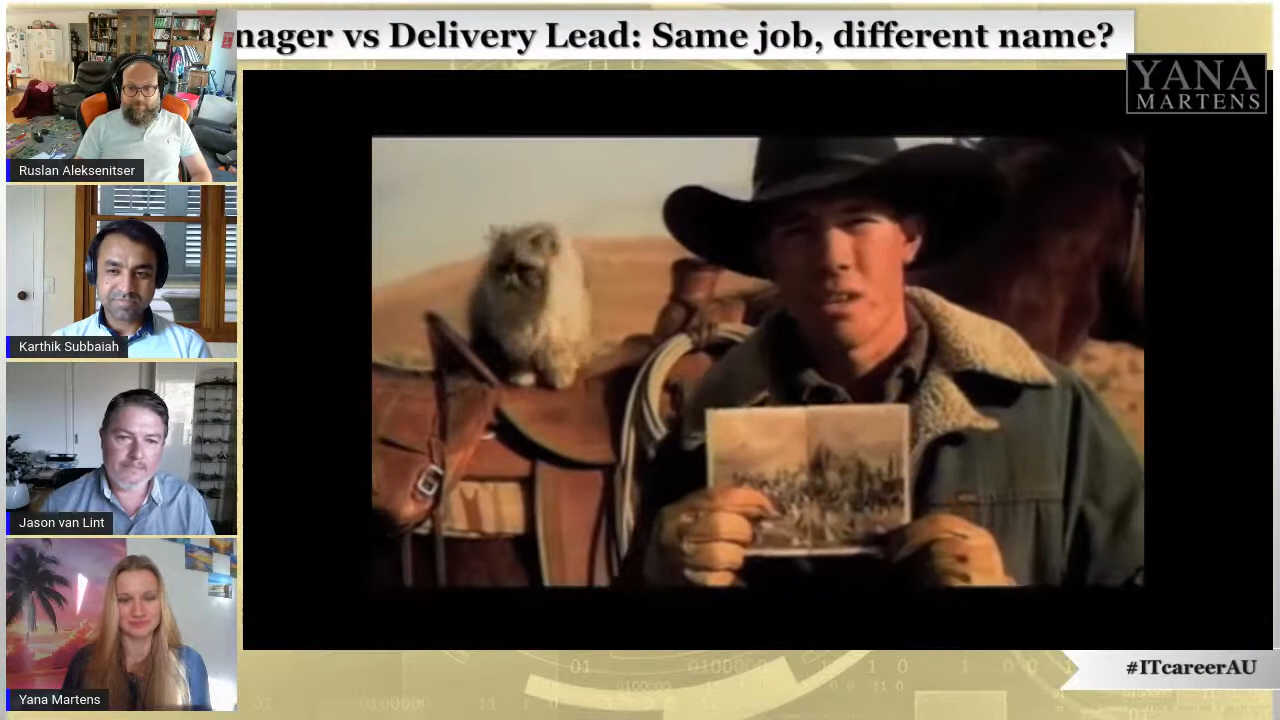 nager vs Delivery Lead: Same job, different name?
YANA
MARTENS
Ruslan Aleksenitser
Karthik Subbaiah
Jason van Lint
Yana Martens
#ITcareerAU